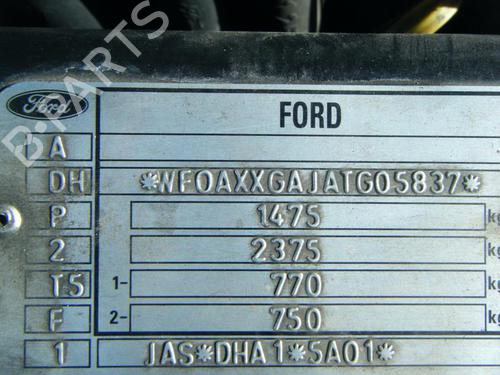 Ford FORD
A
DH *WF0AXXGAJATG05837*
P 1475 kg
2 2375 kg
T5 1- 770 kg
F 2- 750 kg
1 JAS*DHA1*5A01*
B-PARTS